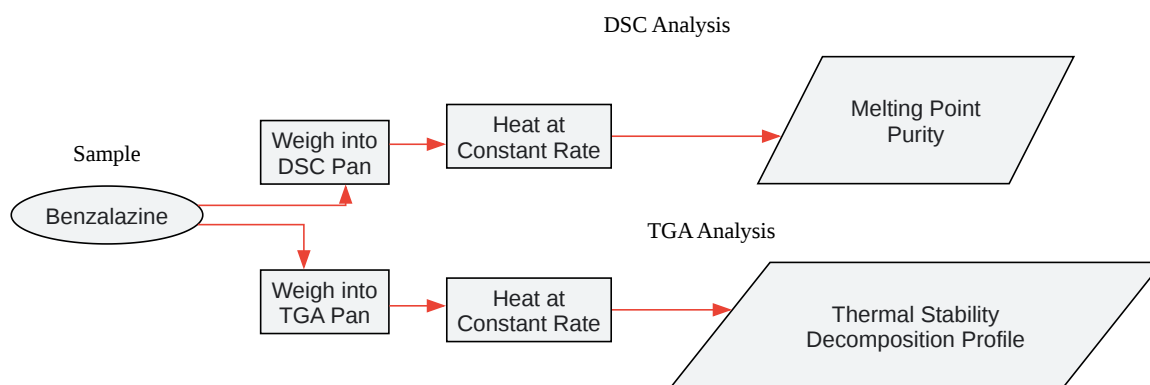 DSC Analysis
Sample
Benzalazine
Weigh into
DSC Pan
Heat at
Constant Rate
Melting Point
Purity
TGA Analysis
Weigh into
TGA Pan
Heat at
Constant Rate
Thermal Stability
Decomposition Profile